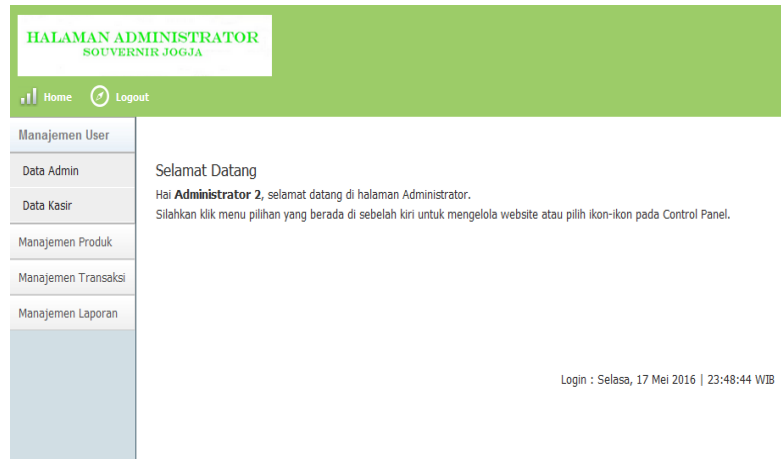 HALAMAN ADMINISTRATOR
SOUVERNIR JOGJA
Home Logout
Manajemen User
Data Admin
Data Kasir
Manajemen Produk
Manajemen Transaksi
Manajemen Laporan
Selamat Datang
Hai Administrator 2, selamat datang di halaman Administrator.
Silahkan klik menu pilihan yang berada di sebelah kiri untuk mengelola website atau pilih ikon-ikon pada Control Panel.
Login : Selasa, 17 Mei 2016 | 23:48:44 WIB